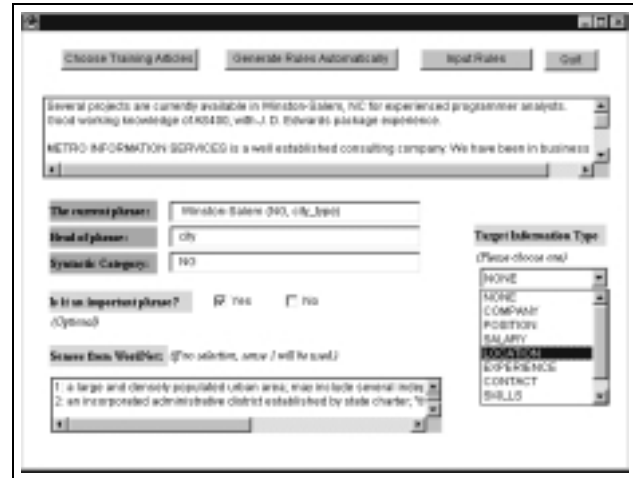 Choose Training Articles Generate Rules Automatically Input Rules Quit
Several projects are currently available in Winston-Salem, NC for experienced programmer analysts.
Good working knowledge of AS400, with J. D. Edwards package experience.
METRO INFORMATION SERVICES is a well established consulting company. We have been in business
The current phrase: Winston-Salem (NG, city_type)
Head of phrase: city
Syntactic Category: NG
Target Information Type
(Please choose one)
NONE
Is it an important phrase? Yes No
(Optional)
NONE
COMPANY
POSITION
SALARY
LOCATION
EXPERIENCE
CONTACT
SKILLS
Senses from WordNet: (if no selection, sense 1 will be used.)
1: a large and densely populated urban area, may include several
2: an incorporated administrative district established by state charter,